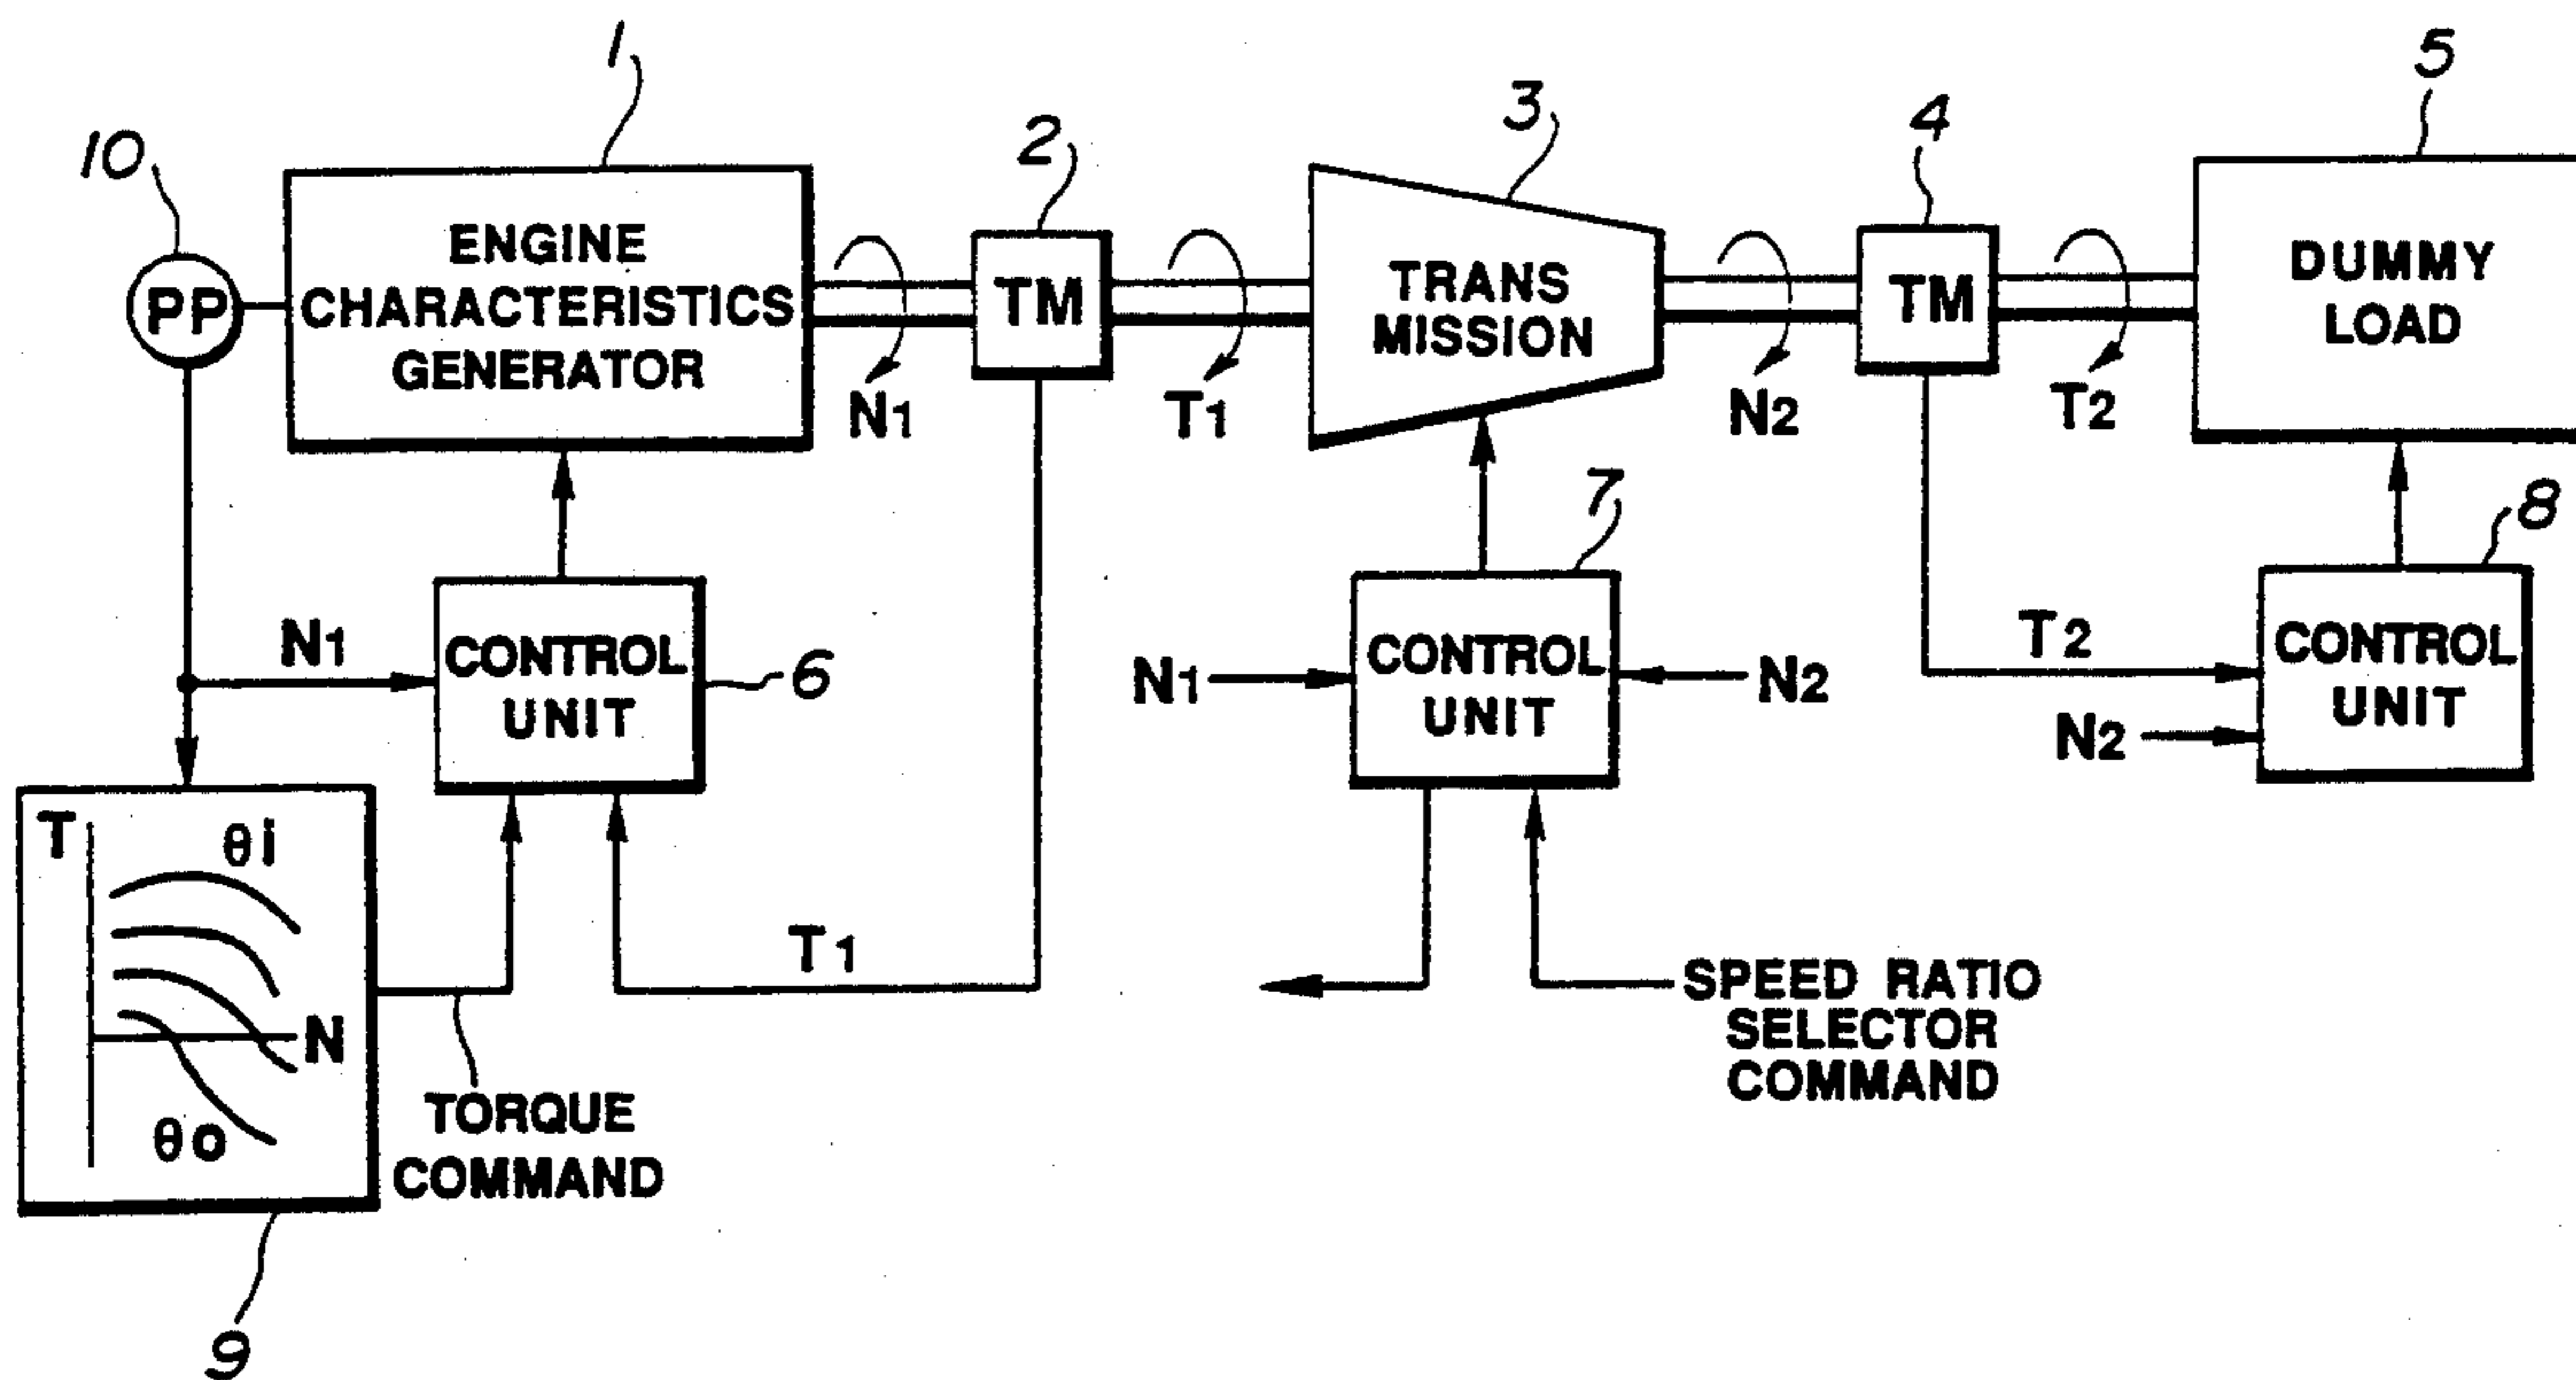 1
2
3
4
5
10
PP
ENGINE
CHARACTERISTICS
GENERATOR
N1
TM
T1
TRANS
MISSION
N2
TM
T2
DUMMY
LOAD
N1
CONTROL
UNIT
6
7
N1
CONTROL
UNIT
N2
8
T2
N2
CONTROL
UNIT
T
θi
N
θo
T1
TORQUE
COMMAND
SPEED RATIO
SELECTOR
COMMAND
9